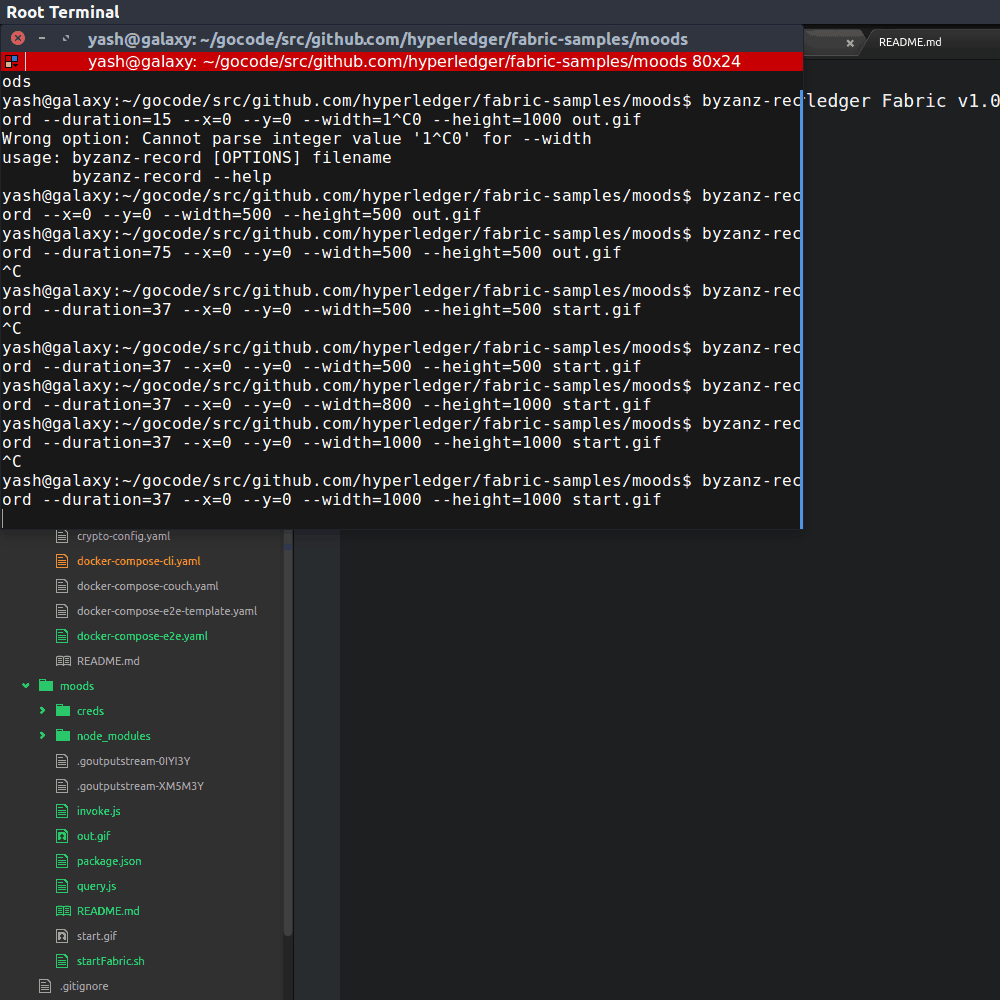 Root Terminal
yash@galaxy: ~/gocode/src/github.com/hyperledger/fabric-samples/moods
yash@galaxy: ~/gocode/src/github.com/hyperledger/fabric-samples/moods 80x24
README.md
ods
yash@galaxy:~/gocode/src/github.com/hyperledger/fabric-samples/moods$ byzanz-rec
ledger Fabric v1.0
ord --duration=15 --x=0 --y=0 --width=1^C0 --height=1000 out.gif
Wrong option: Cannot parse integer value '1^C0' for --width
usage: byzanz-record [OPTIONS] filename
       byzanz-record --help
yash@galaxy:~/gocode/src/github.com/hyperledger/fabric-samples/moods$ byzanz-rec
ord --x=0 --y=0 --width=500 --height=500 out.gif
yash@galaxy:~/gocode/src/github.com/hyperledger/fabric-samples/moods$ byzanz-rec
ord --duration=75 --x=0 --y=0 --width=500 --height=500 out.gif
^C
yash@galaxy:~/gocode/src/github.com/hyperledger/fabric-samples/moods$ byzanz-rec
ord --duration=37 --x=0 --y=0 --width=500 --height=500 start.gif
^C
yash@galaxy:~/gocode/src/github.com/hyperledger/fabric-samples/moods$ byzanz-rec
ord --duration=37 --x=0 --y=0 --width=500 --height=500 start.gif
yash@galaxy:~/gocode/src/github.com/hyperledger/fabric-samples/moods$ byzanz-rec
ord --duration=37 --x=0 --y=0 --width=800 --height=1000 start.gif
yash@galaxy:~/gocode/src/github.com/hyperledger/fabric-samples/moods$ byzanz-rec
ord --duration=37 --x=0 --y=0 --width=1000 --height=1000 start.gif
^C
yash@galaxy:~/gocode/src/github.com/hyperledger/fabric-samples/moods$ byzanz-rec
ord --duration=37 --x=0 --y=0 --width=1000 --height=1000 start.gif
crypto-config.yaml
docker-compose-cli.yaml
docker-compose-couch.yaml
docker-compose-e2e-template.yaml
docker-compose-e2e.yaml
README.md
moods
creds
node_modules
.goutputstream-0IYI3Y
.goutputstream-XM5M3Y
invoke.js
out.gif
package.json
query.js
README.md
start.gif
startFabric.sh
.gitignore